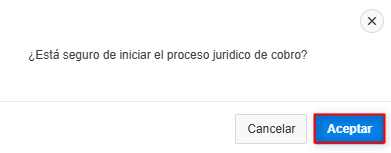 ¿Está seguro de iniciar el proceso juridico de cobro?
Cancelar
Aceptar